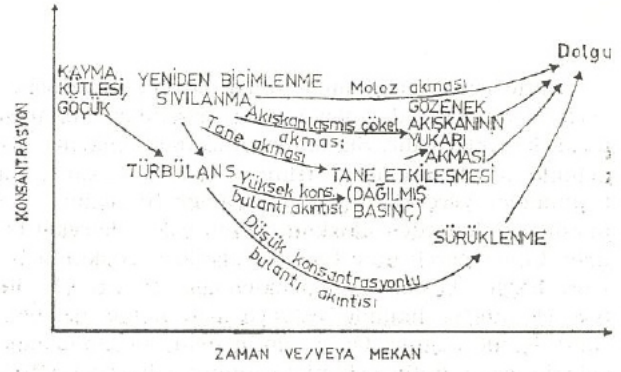 Dolgu
KAYMA
KÜTLESİ,
GÖÇÜK
YENİDEN BİÇİMLENME
SIVILANMA
Moloz akması
Akışkanlaşmış çökel
akması
GÖZENEK
AKIŞKANININ
YUKARI
AKMASI
Tane akması
TÜRBÜLANS
TANE ETKİLEŞMESİ
(DAĞILMIŞ
BASINÇ)
Yüksek kons.
bulantı akıntısı
SÜRÜKLENME
Düşük konsantrasyonlu
bulantı akıntısı
KONSANTRASYON
ZAMAN VE/VEYA MEKAN